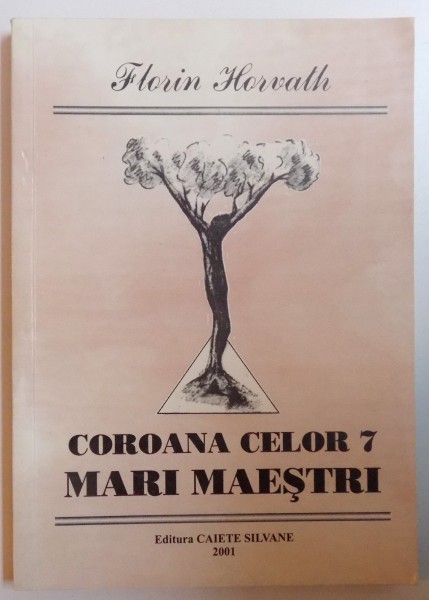 Florin Horvath
COROANA CELOR 7
MARI MAEŞTRI
Editura CAIETE SILVANE
2001